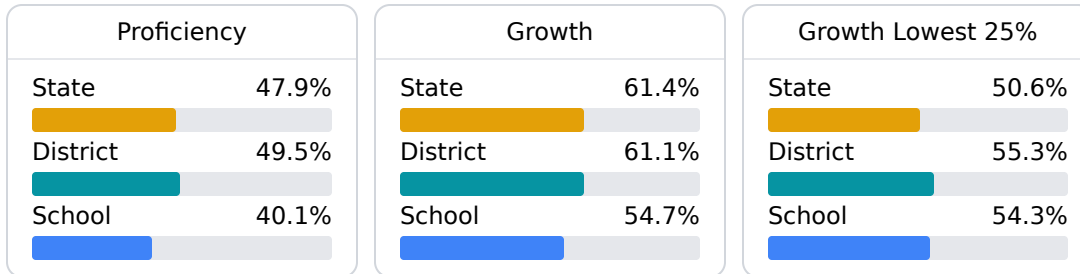 Proficiency
State 47.9%
District 49.5%
School 40.1%
Growth
State 61.4%
District 61.1%
School 54.7%
Growth Lowest 25%
State 50.6%
District 55.3%
School 54.3%